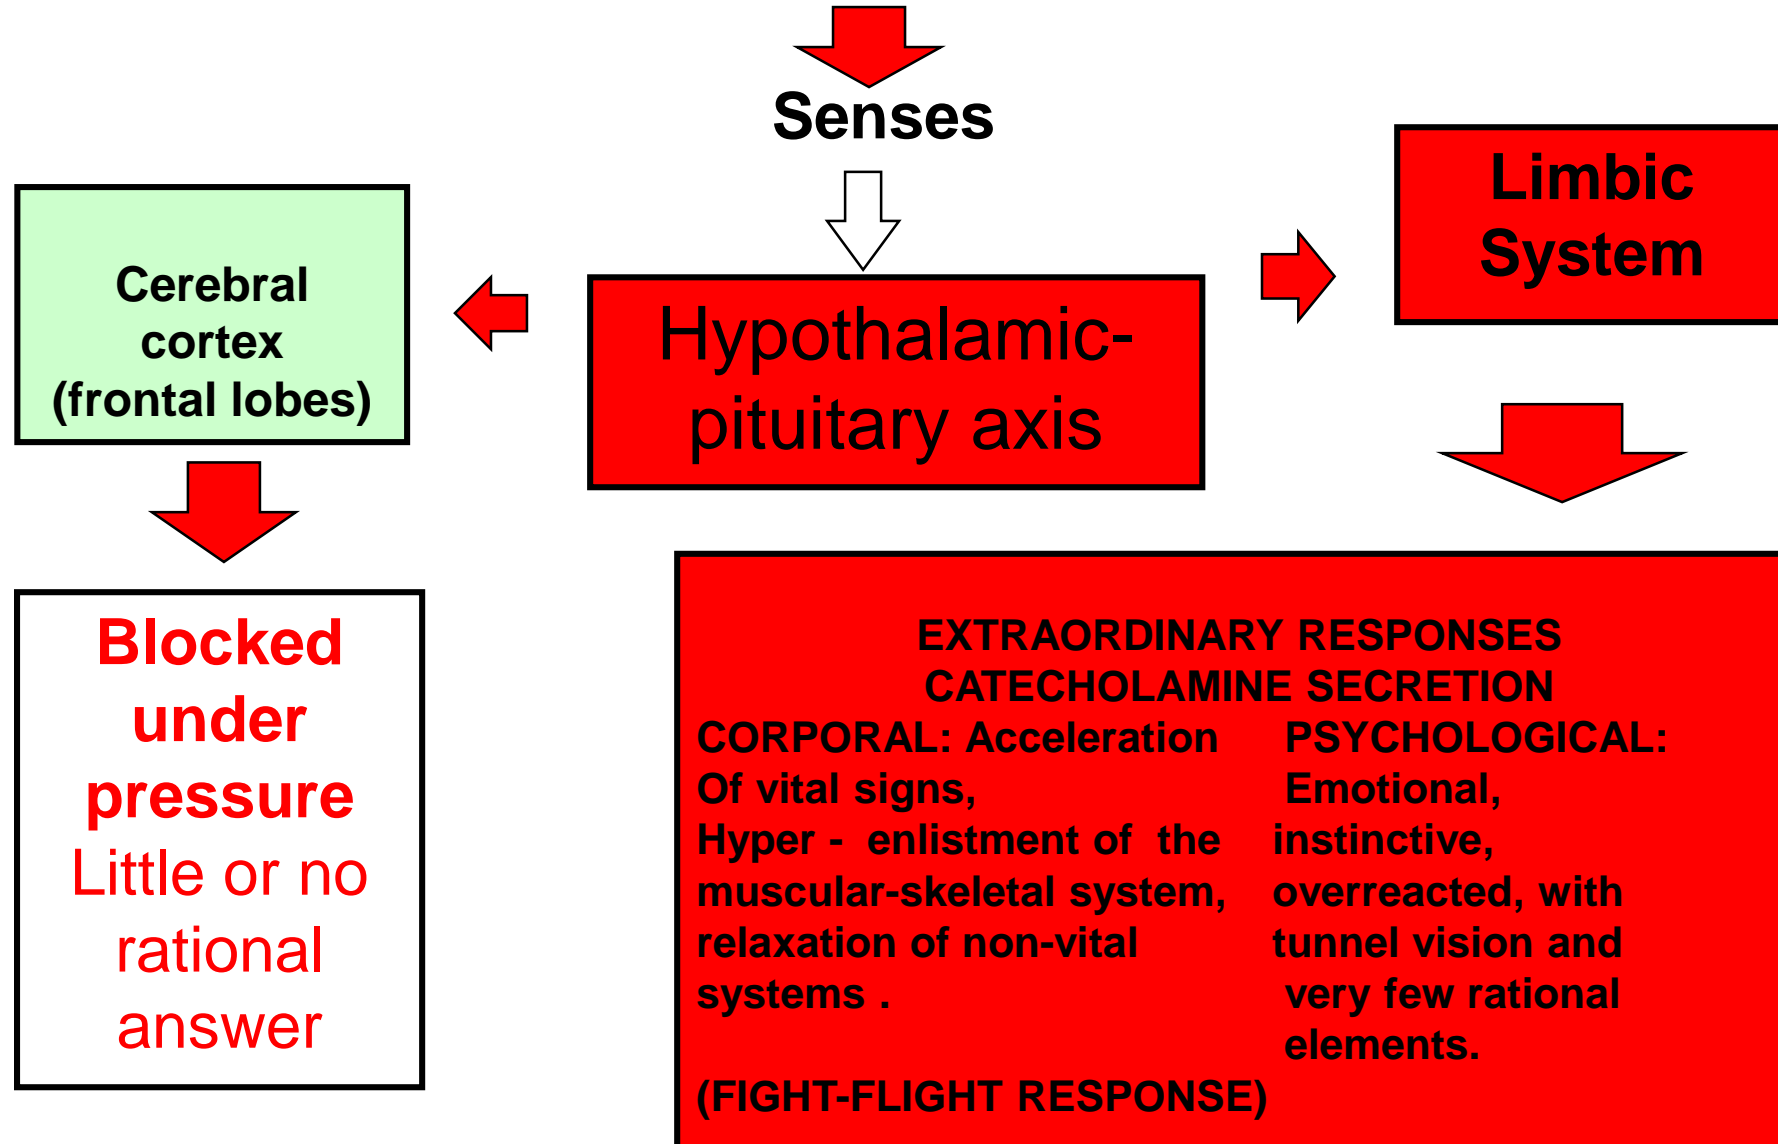 Senses
Limbic
System
Cerebral
cortex
(frontal lobes)
Hypothalamic-
pituitary axis
Blocked
under
pressure
Little or no
rational
answer
EXTRAORDINARY RESPONSES
CATECHOLAMINE SECRETION
CORPORAL: Acceleration
Of vital signs,
Hyper - enlistment of the
muscular-skeletal system,
relaxation of non-vital
systems .
(FIGHT-FLIGHT RESPONSE)
PSYCHOLOGICAL:
Emotional,
instinctive,
overreacted, with
tunnel vision and
very few rational
elements.